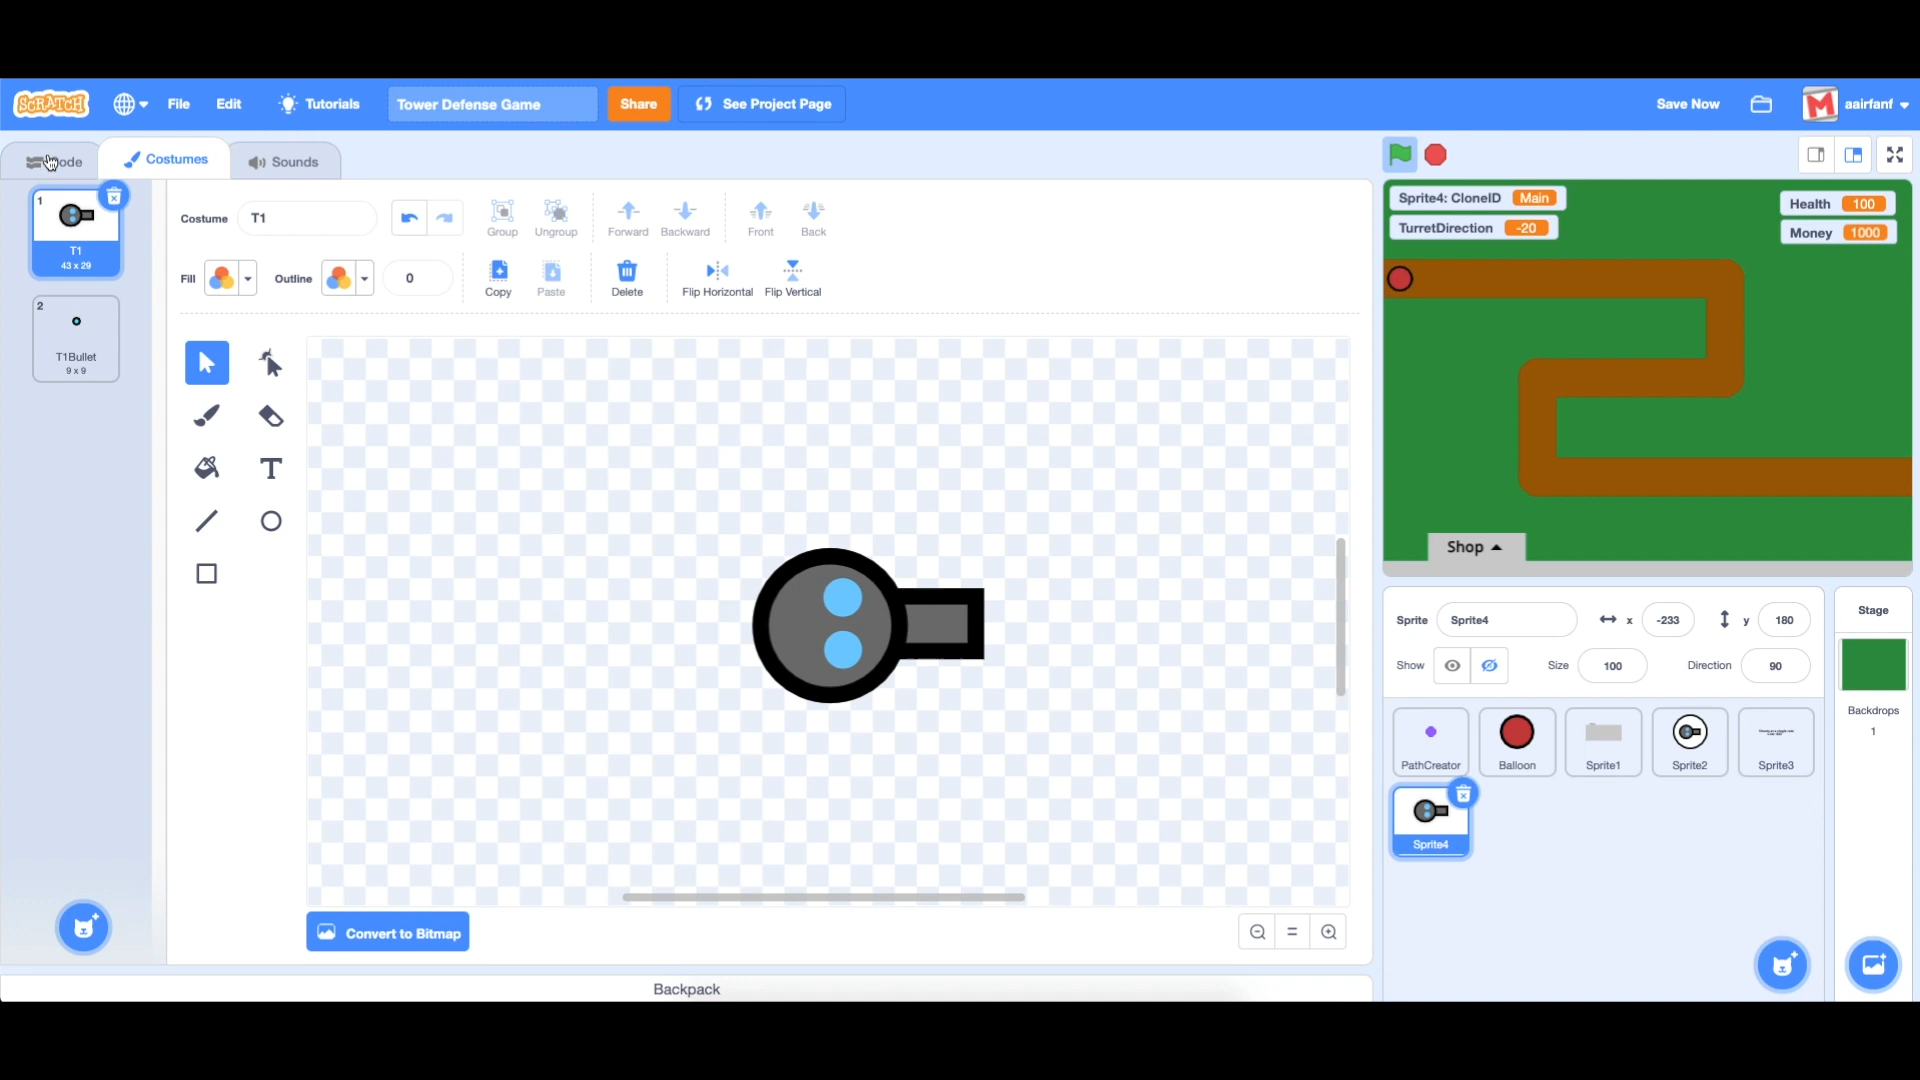 SCRATCH File Edit Tutorials Tower Defense Game Share See Project Page Save Now aairfanf
Costumes Sounds
1
T1
43 x 29
2
T1Bullet
9 x 9
Costume T1 Group Ungroup Forward Backward Front Back
Fill Outline 0 Copy Paste Delete Flip Horizontal Flip Vertical
Convert to Bitmap
Backpack
Sprite4: CloneID Main
TurretDirection -20
Health 100
Money 1000
Shop
Sprite Sprite4 x -233 y 180
Show Size 100 Direction 90
PathCreator Balloon Sprite1 Sprite2 Sprite3
Sprite4
Stage
Backdrops
1